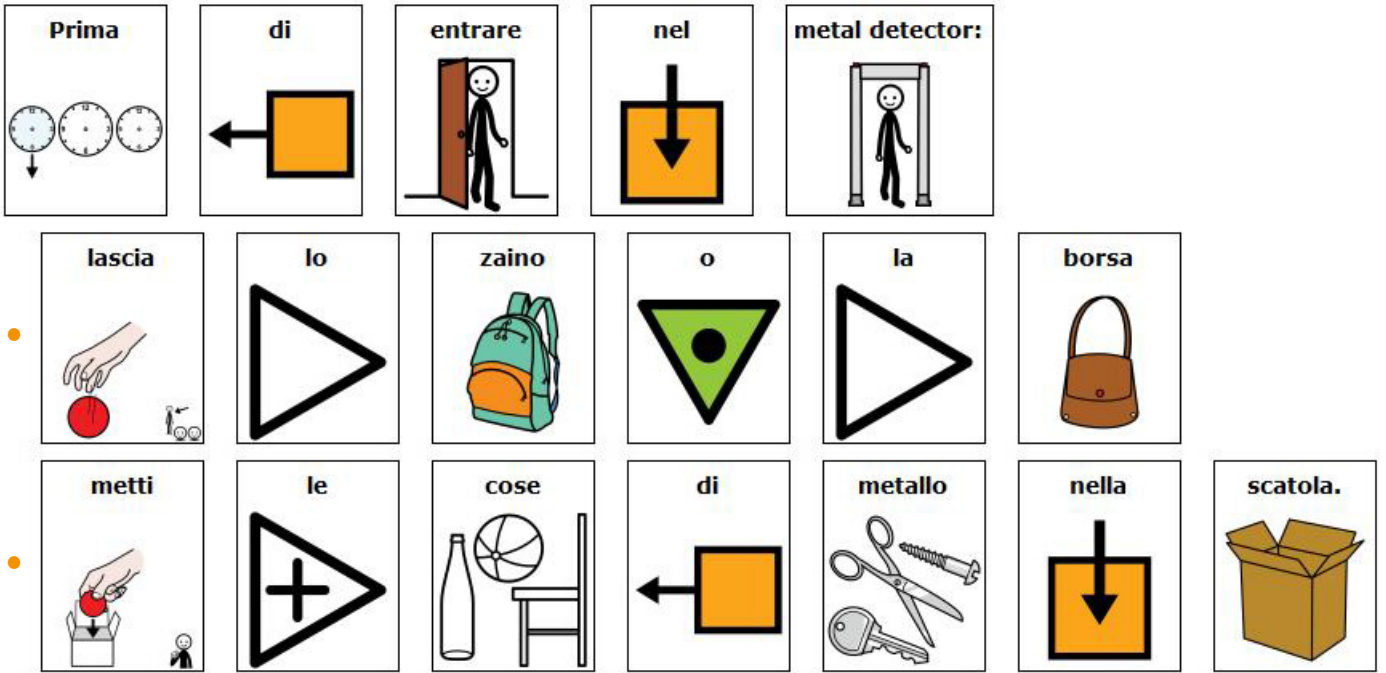 Prima di entrare nel metal detector:
lascia lo zaino o la borsa
metti le cose di metallo nella scatola.